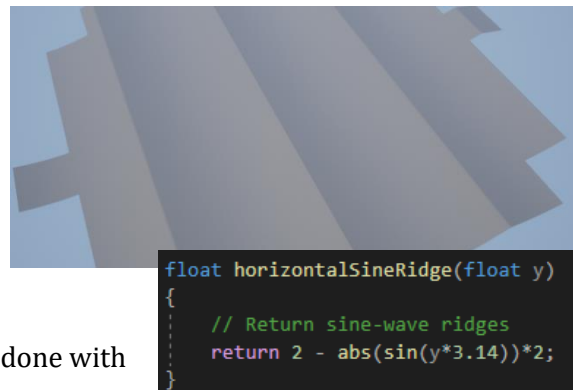 float horizontalSineRidge(float y)
{
// Return sine-wave ridges
return 2 - abs(sin(y*3.14))*2;
}
done with